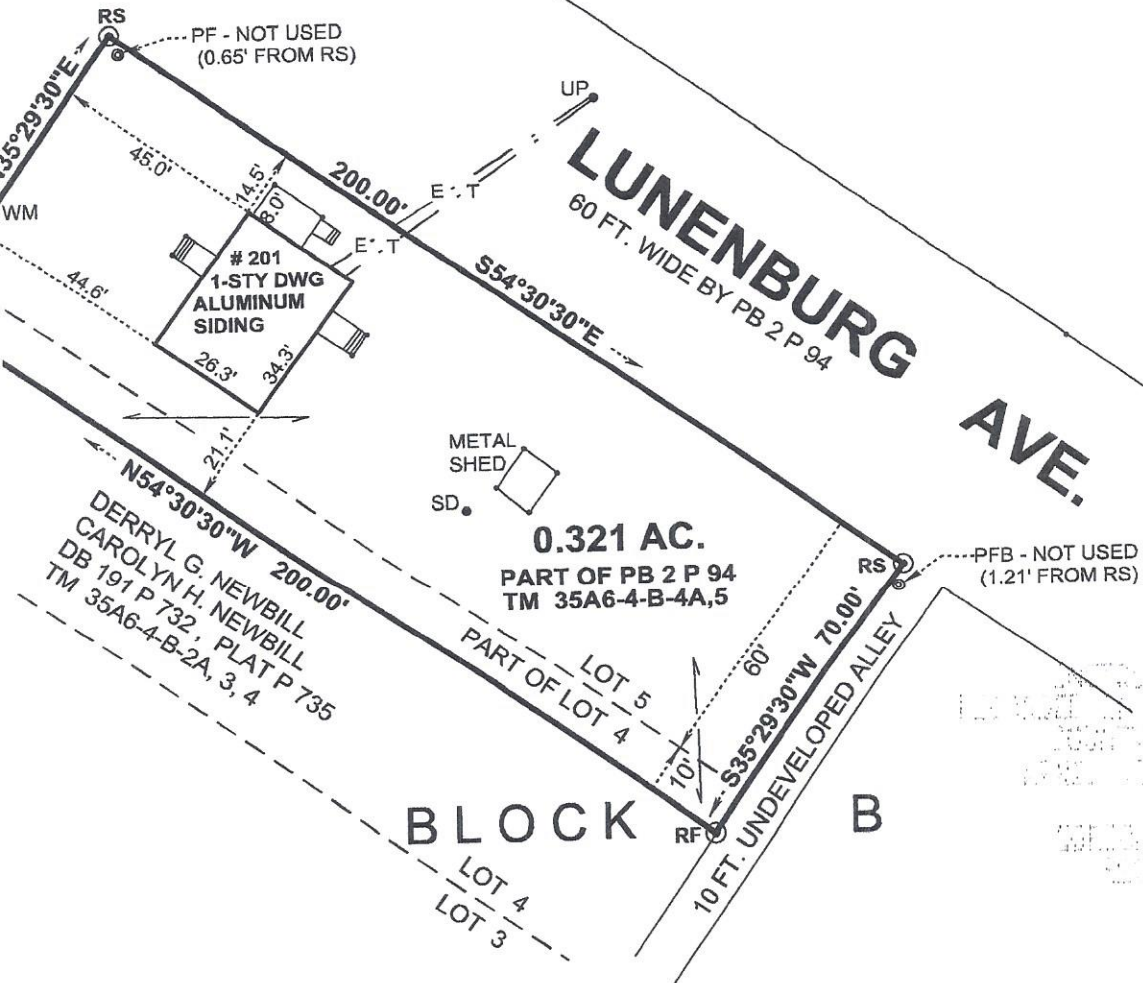 RS
PF - NOT USED
(0.65' FROM RS)
35°29'30"E
UP
LUNENBURG AVE.
60 FT. WIDE BY PB 2 P 94
45.0'
14.5'
8.0'
200.00'
E . T
E . T
WM
# 201
1-STY DWG
ALUMINUM
SIDING
S54°30'30"E
44.6'
26.3'
34.3'
21.1'
METAL
SHED
SD
0.321 AC.
PART OF PB 2 P 94
TM 35A6-4-B-4A,5
RS
PFB - NOT USED
(1.21' FROM RS)
N54°30'30"W 200.00'
DERRYL G. NEWBILL
CAROLYN H. NEWBILL
DB 191 P 732 , PLAT P 735
TM 35A6-4-B-2A, 3, 4
LOT 5
PART OF LOT 4
60'
10'
S35°29'30"W 70.00'
10 FT. UNDEVELOPED ALLEY
BLOCK B
RF
LOT 4
LOT 3